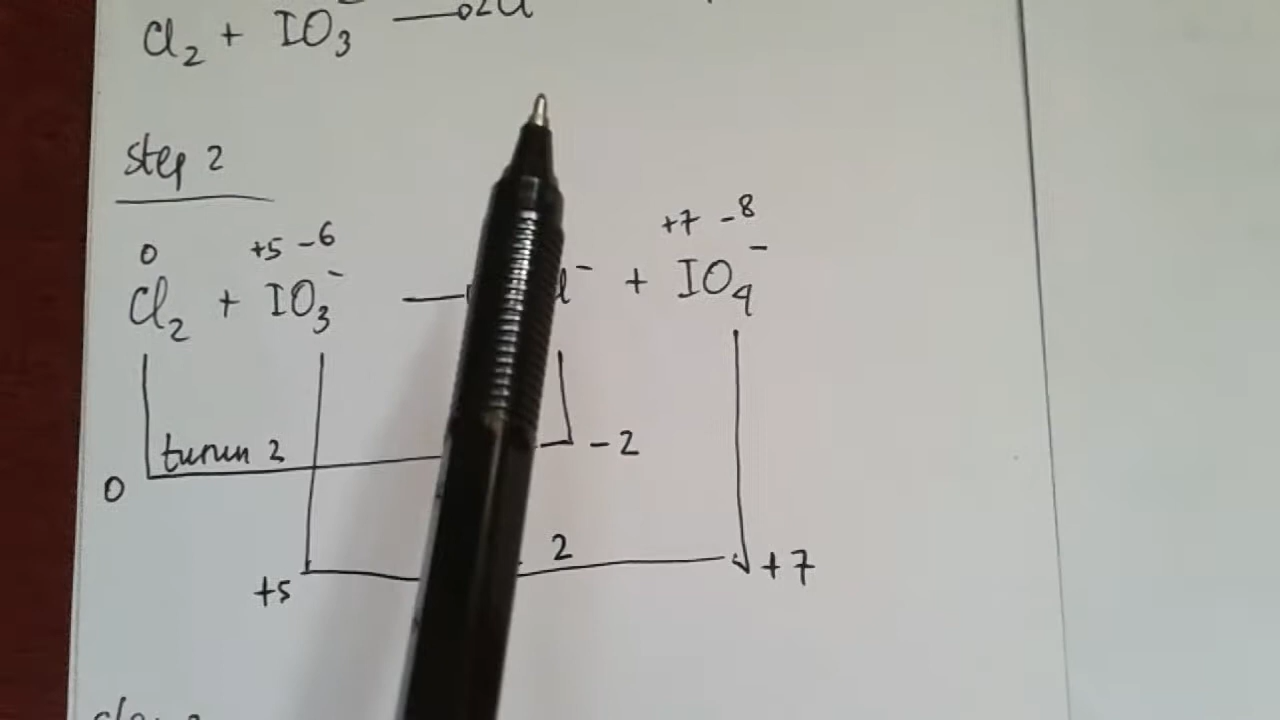 Cl₂ + IO₃⁻ → 2Cl
step 2
0 +5 -6 +7 -8
Cl₂ + IO₃⁻ — l⁻ + IO₄⁻
turun 2 -2
0
2
+5 +7